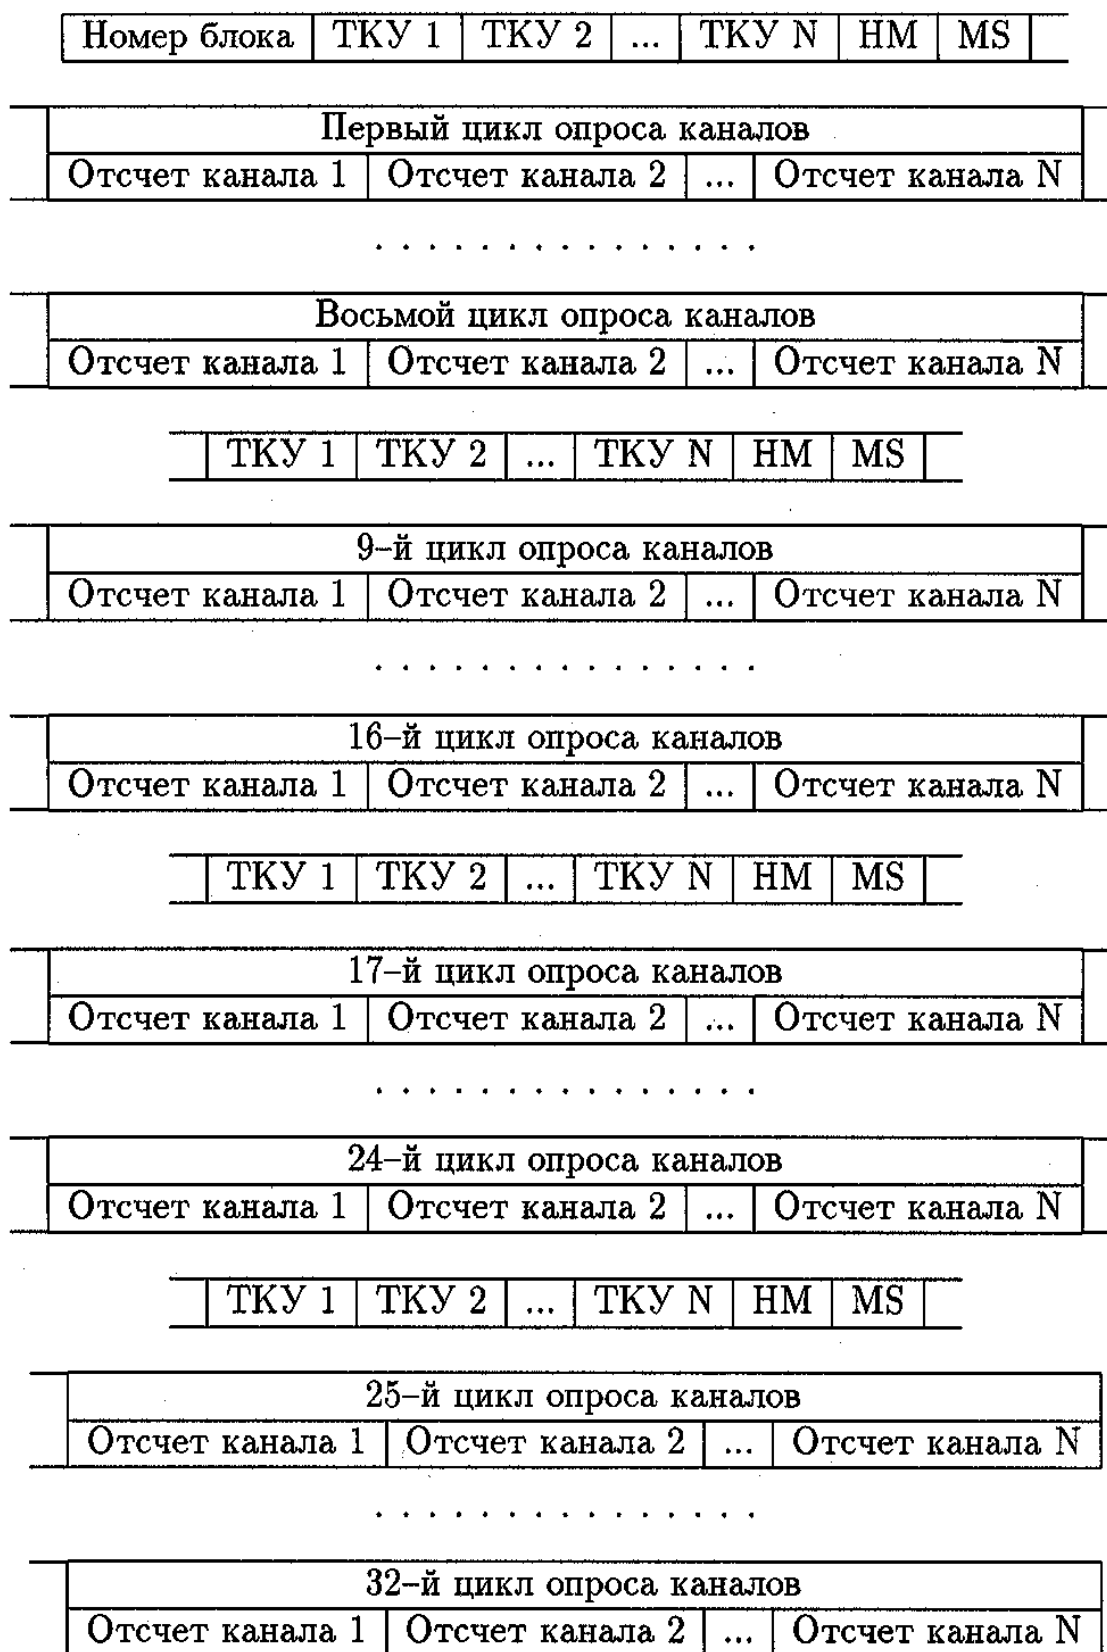 Номер блока ТКУ 1 ТКУ 2 ... ТКУ N НМ MS
Первый цикл опроса каналов
Отсчет канала 1 Отсчет канала 2 ... Отсчет канала N
. . . . . . . . . . . . . . .
Восьмой цикл опроса каналов
Отсчет канала 1 Отсчет канала 2 ... Отсчет канала N
ТКУ 1 ТКУ 2 ... ТКУ N НМ MS
9–й цикл опроса каналов
Отсчет канала 1 Отсчет канала 2 ... Отсчет канала N
. . . . . . . . . . . . . . .
16–й цикл опроса каналов
Отсчет канала 1 Отсчет канала 2 ... Отсчет канала N
ТКУ 1 ТКУ 2 ... ТКУ N НМ MS
17–й цикл опроса каналов
Отсчет канала 1 Отсчет канала 2 ... Отсчет канала N
. . . . . . . . . . . . . . .
24–й цикл опроса каналов
Отсчет канала 1 Отсчет канала 2 ... Отсчет канала N
ТКУ 1 ТКУ 2 ... ТКУ N НМ MS
25–й цикл опроса каналов
Отсчет канала 1 Отсчет канала 2 ... Отсчет канала N
. . . . . . . . . . . . . . .
32–й цикл опроса каналов
Отсчет канала 1 Отсчет канала 2 ... Отсчет канала N